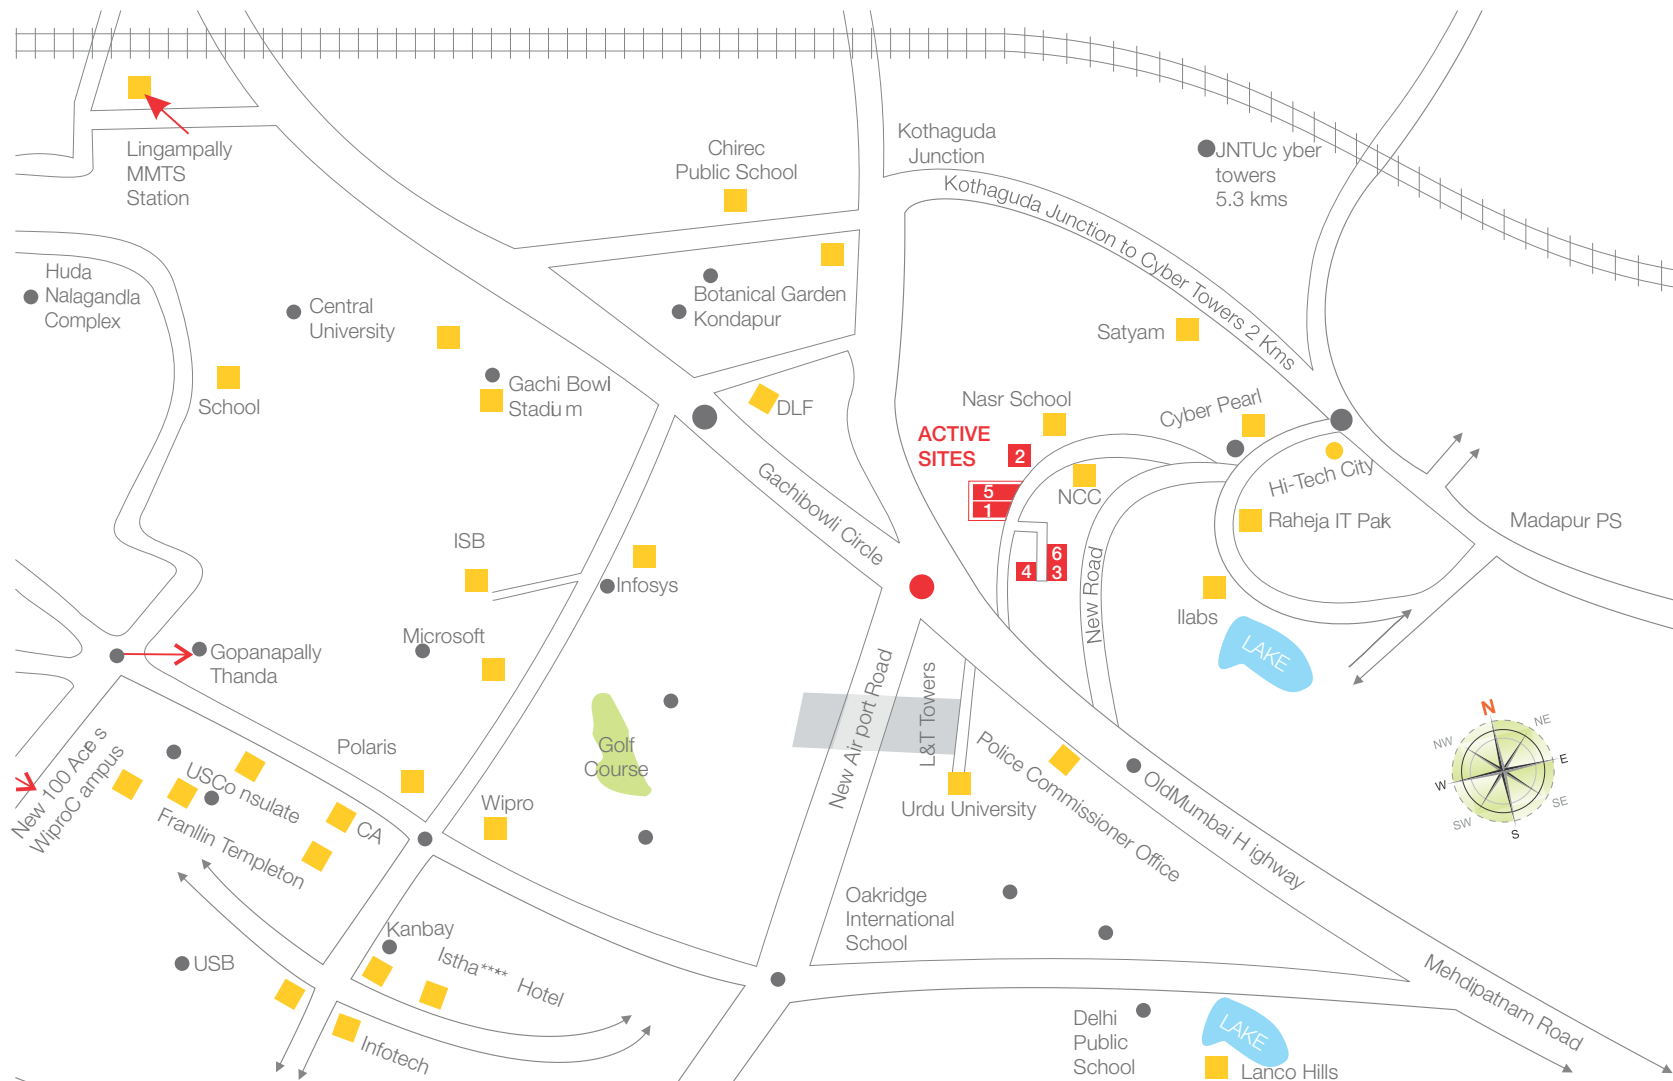 Lingampally
MMTS
Station
Chirec
Public School
Kothaguda
Junction
Kothaguda Junction to Cyber Towers 2 Kms
JNTUc yber
towers
5.3 kms
Huda
Nalagandla
Complex
Central
University
Botanical Garden
Kondapur
Satyam
School
Gachi Bowl
Stadium
DLF
Nasr School
Cyber Pearl
ACTIVE
SITES
2
5
1
NCC
Hi-Tech City
Raheja IT Pak
Madapur PS
Gachibowli Circle
ISB
Infosys
6
4
3
New Road
Ilabs
LAKE
Microsoft
Gopanapally
Thanda
New Air port Road
L&T Towers
N
NE
E
SE
S
SW
W
NW
Polaris
Golf
Course
New 100 Ace s
WiproC ampus
USCo nsulate
Franllin Templeton
CA
Wipro
Urdu University
Police Commissioner Office
OldMumbai H ighway
Oakridge
International
School
Kanbay
Istha**** Hotel
USB
Infotech
Mehdipatnam Road
Delhi
Public
School
LAKE
Lanco Hills